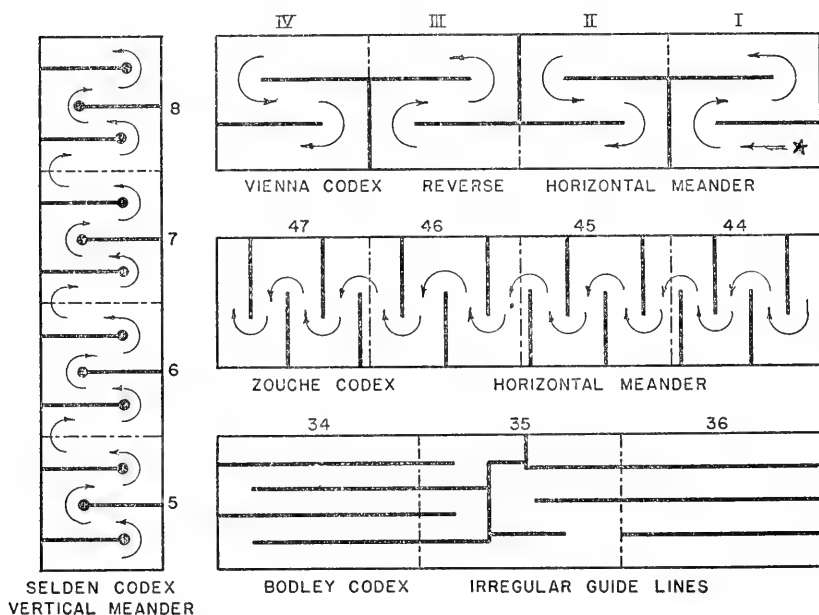 IV III II I
8
7
6
5
SELDEN CODEX
VERTICAL MEANDER
VIENNA CODEX REVERSE HORIZONTAL MEANDER
47 46 45 44
ZOUCHE CODEX HORIZONTAL MEANDER
34 35 36
BODLEY CODEX IRREGULAR GUIDE LINES